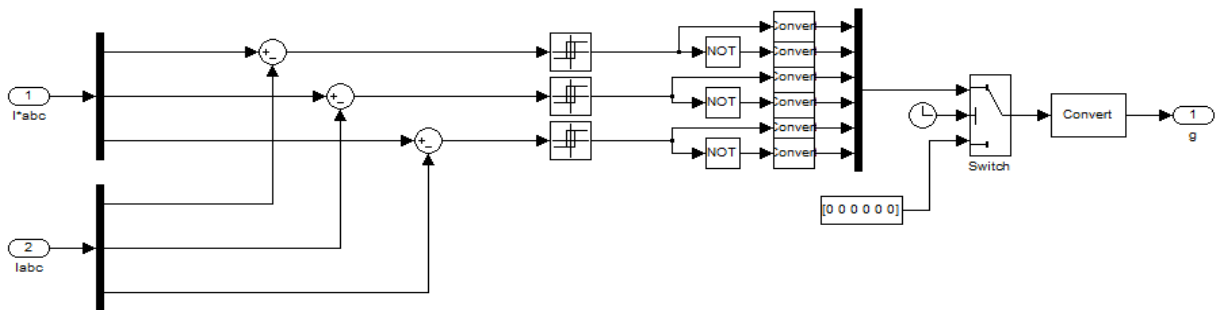 1
I*abc
2
Iabc
+
−
+
−
+
−
NOT
NOT
NOT
Convert
Convert
Convert
Convert
Convert
Convert
[0 0 0 0 0 0]
Switch
Convert
1
g